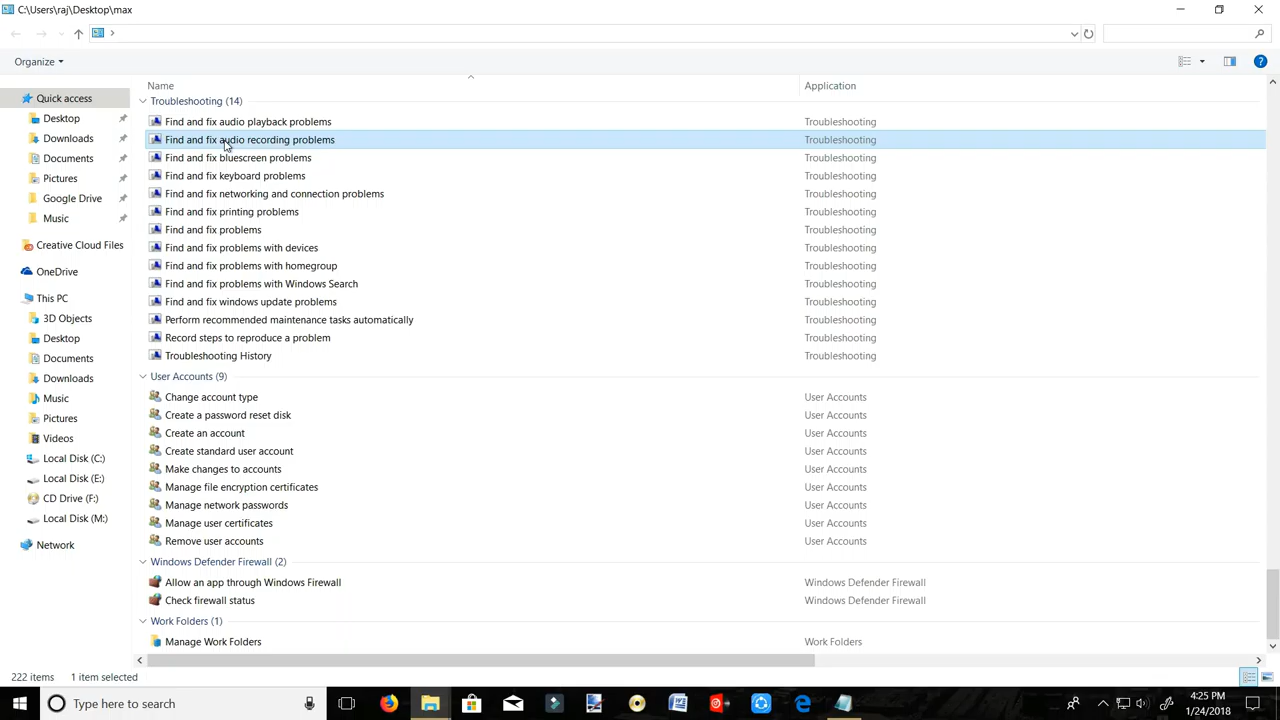 C:\Users\raj\Desktop\max
Organize
Name
Application
Troubleshooting (14)
Find and fix audio playback problems Troubleshooting
Find and fix audio recording problems Troubleshooting
Find and fix bluescreen problems Troubleshooting
Find and fix keyboard problems Troubleshooting
Find and fix networking and connection problems Troubleshooting
Find and fix printing problems Troubleshooting
Find and fix problems Troubleshooting
Find and fix problems with devices Troubleshooting
Find and fix problems with homegroup Troubleshooting
Find and fix problems with Windows Search Troubleshooting
Find and fix windows update problems Troubleshooting
Perform recommended maintenance tasks automatically Troubleshooting
Record steps to reproduce a problem Troubleshooting
Troubleshooting History Troubleshooting
User Accounts (9)
Change account type User Accounts
Create a password reset disk User Accounts
Create an account User Accounts
Create standard user account User Accounts
Make changes to accounts User Accounts
Manage file encryption certificates User Accounts
Manage network passwords User Accounts
Manage user certificates User Accounts
Remove user accounts User Accounts
Windows Defender Firewall (2)
Allow an app through Windows Firewall Windows Defender Firewall
Check firewall status Windows Defender Firewall
Work Folders (1)
Manage Work Folders Work Folders
Quick access
Desktop
Downloads
Documents
Pictures
Google Drive
Music
Creative Cloud Files
OneDrive
This PC
3D Objects
Desktop
Documents
Downloads
Music
Pictures
Videos
Local Disk (C:)
Local Disk (E:)
CD Drive (F:)
Local Disk (M:)
Network
222 items 1 item selected
Type here to search
4:25 PM
1/24/2018